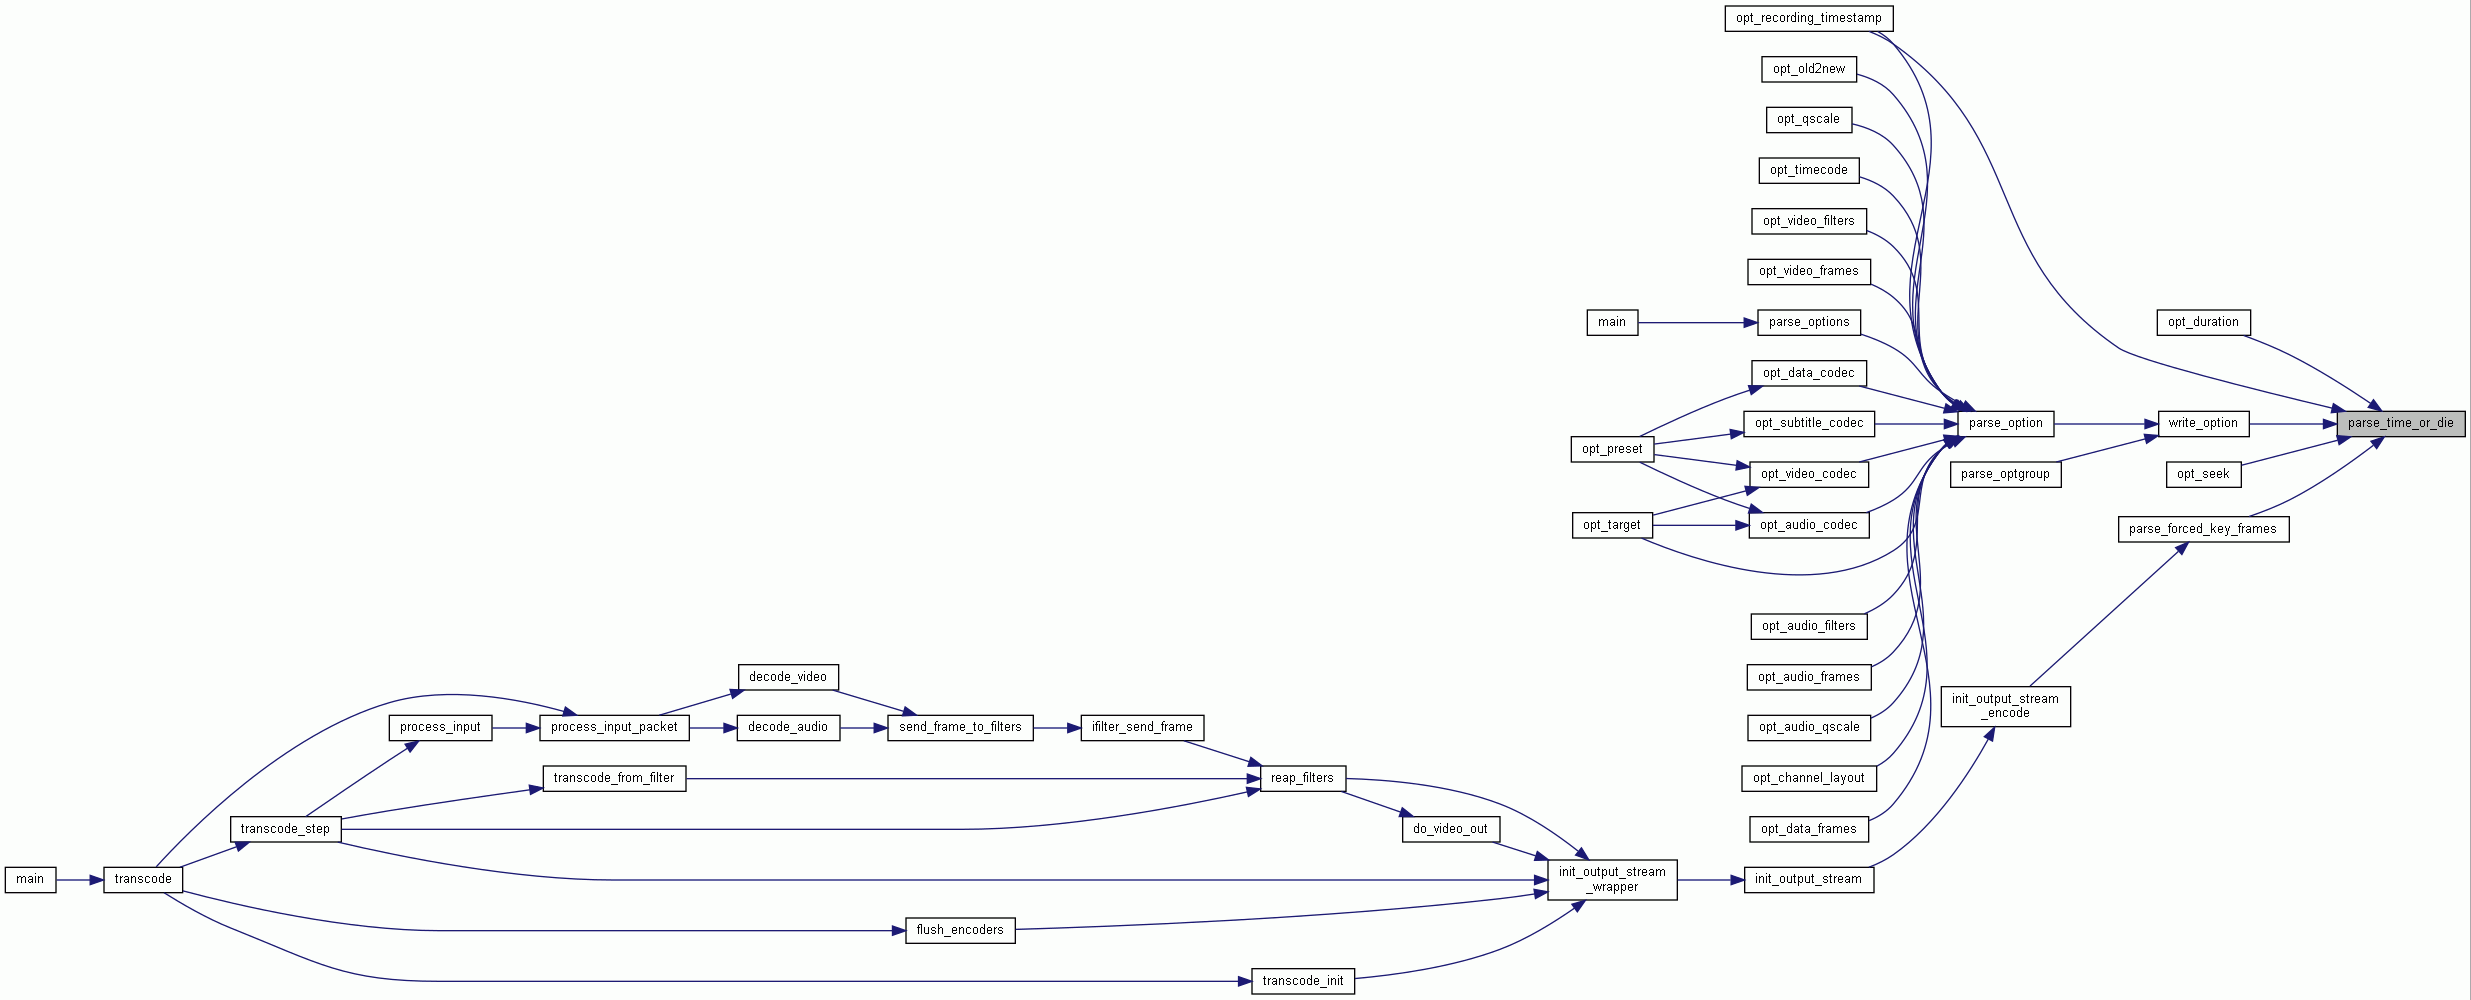 opt_recording_timestamp
opt_old2new
opt_qscale
opt_timecode
opt_video_filters
opt_video_frames
main
parse_options
opt_duration
opt_data_codec
opt_subtitle_codec
parse_option
write_option
parse_time_or_die
opt_preset
opt_video_codec
parse_optgroup
opt_seek
opt_target
opt_audio_codec
parse_forced_key_frames
opt_audio_filters
decode_video
opt_audio_frames
init_output_stream
_encode
process_input
process_input_packet
decode_audio
send_frame_to_filters
ifilter_send_frame
opt_audio_qscale
transcode_from_filter
reap_filters
opt_channel_layout
transcode_step
do_video_out
opt_data_frames
main
transcode
init_output_stream
_wrapper
init_output_stream
flush_encoders
transcode_init